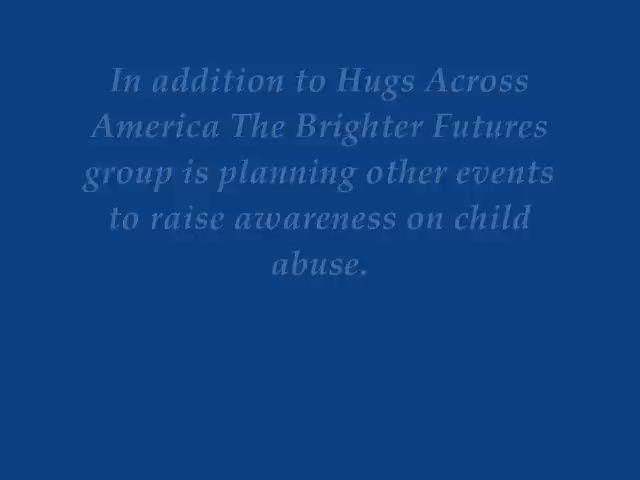 In addition to Hugs Across
America The Brighter Futures
group is planning other events
to raise awareness on child
abuse.